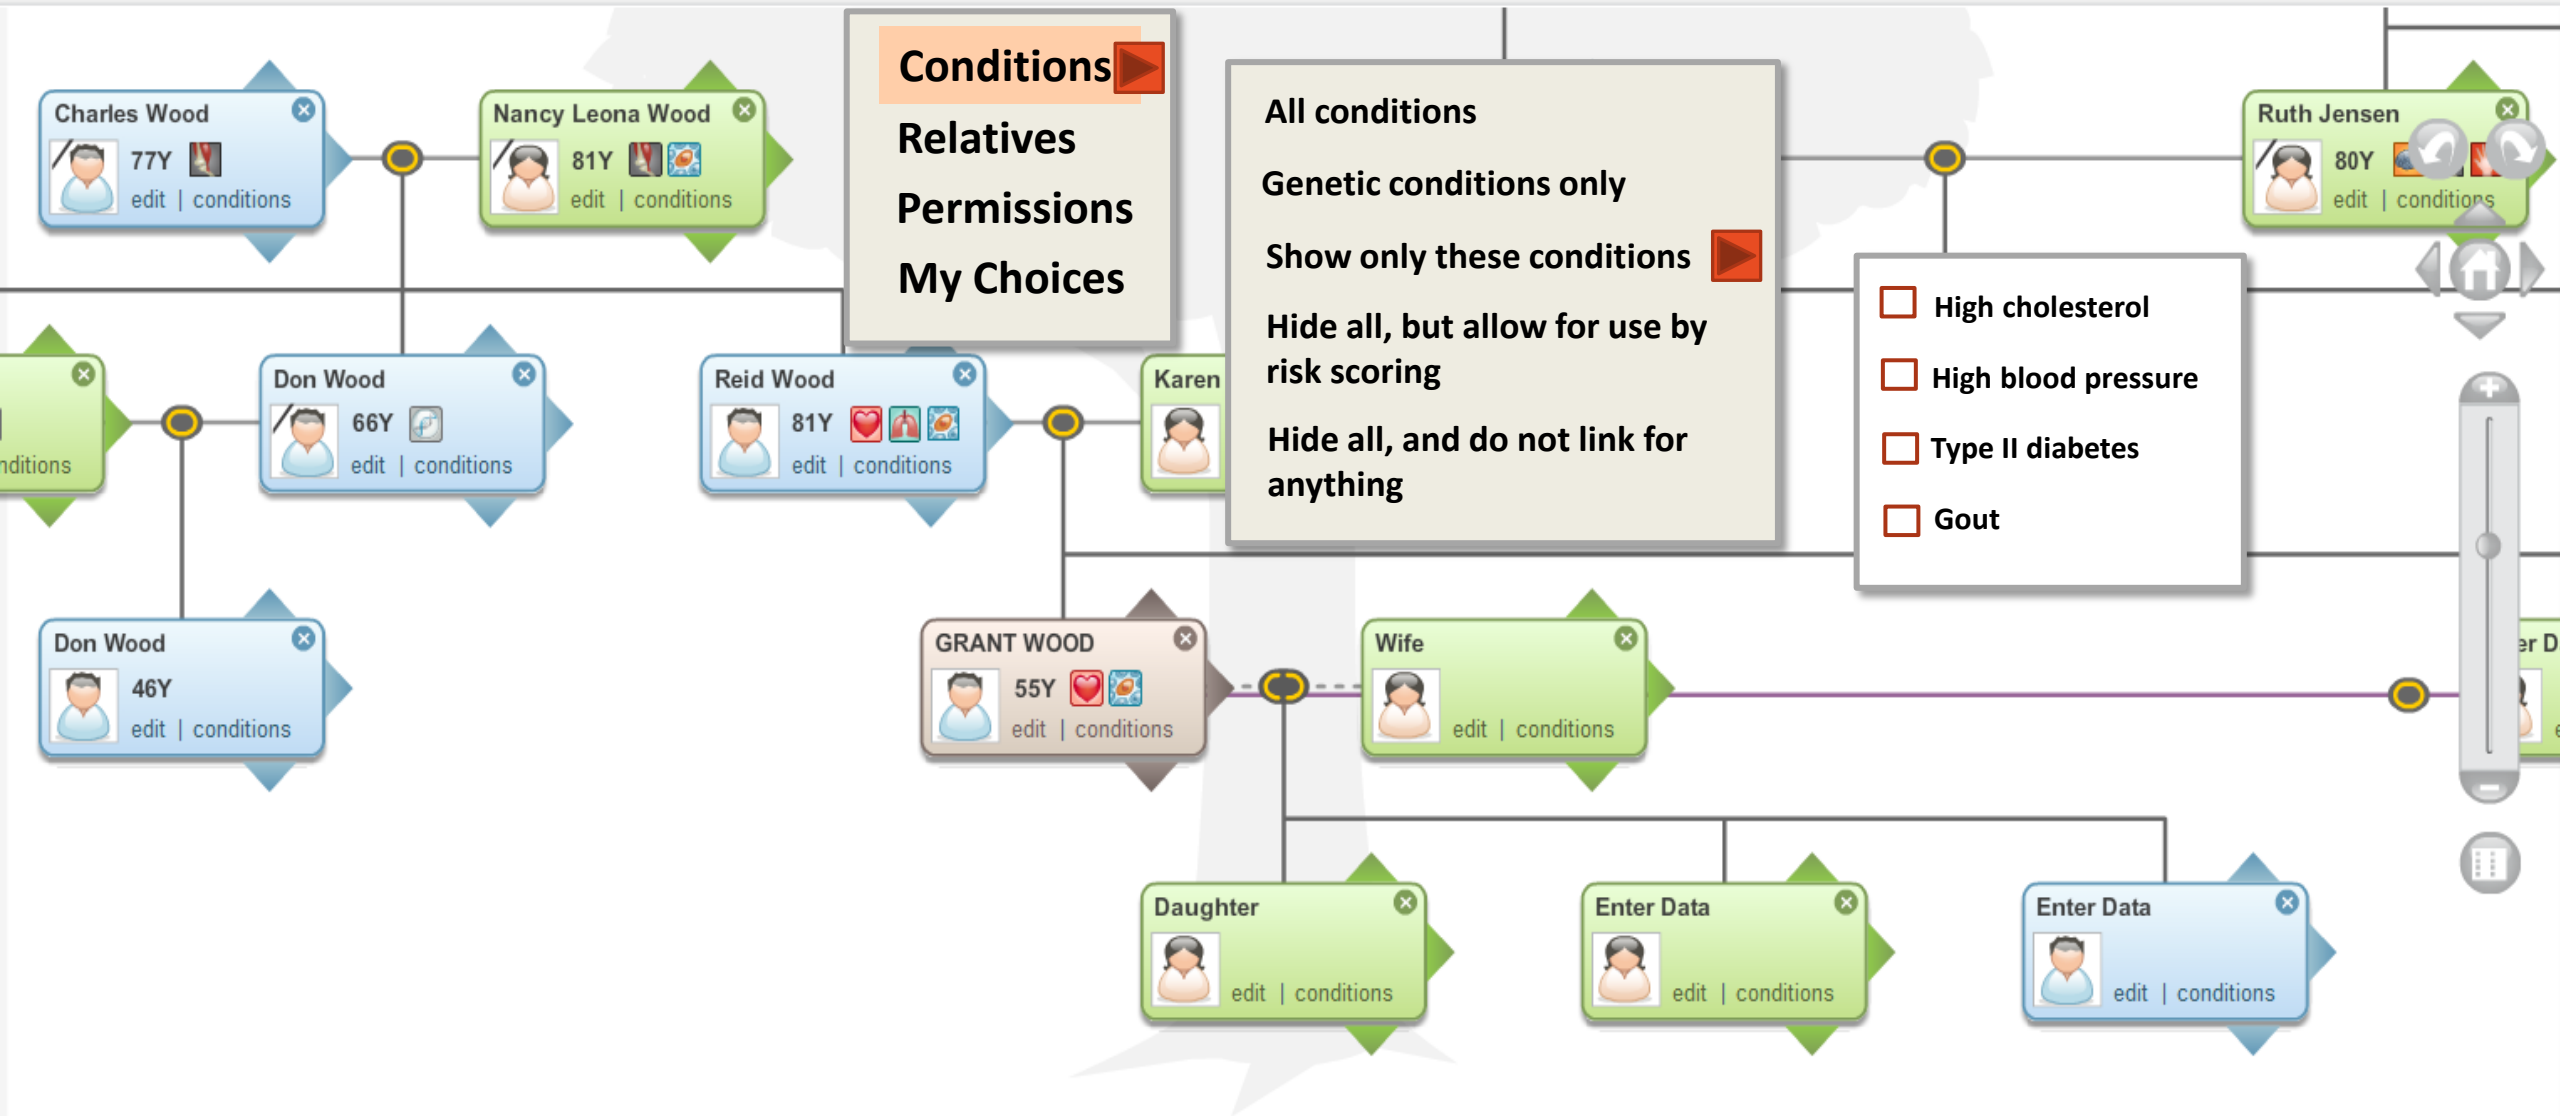 Charles Wood
77Y
edit | conditions
Nancy Leona Wood
81Y
edit | conditions
Conditions
Relatives
Permissions
My Choices
All conditions
Genetic conditions only
Show only these conditions
Hide all, but allow for use by
risk scoring
Hide all, and do not link for
anything
High cholesterol
High blood pressure
Type II diabetes
Gout
Ruth Jensen
80Y
edit | conditions
Don Wood
66Y
edit | conditions
Reid Wood
81Y
edit | conditions
Karen
Don Wood
46Y
edit | conditions
GRANT WOOD
55Y
edit | conditions
Wife
edit | conditions
Daughter
edit | conditions
Enter Data
edit | conditions
Enter Data
edit | conditions